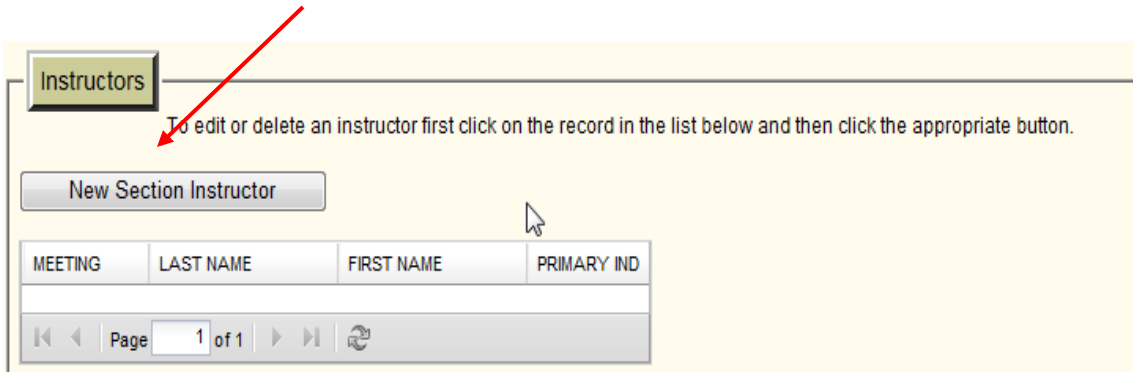 Instructors
To edit or delete an instructor first click on the record in the list below and then click the appropriate button.
New Section Instructor
MEETING LAST NAME FIRST NAME PRIMARY IND
Page 1 of 1